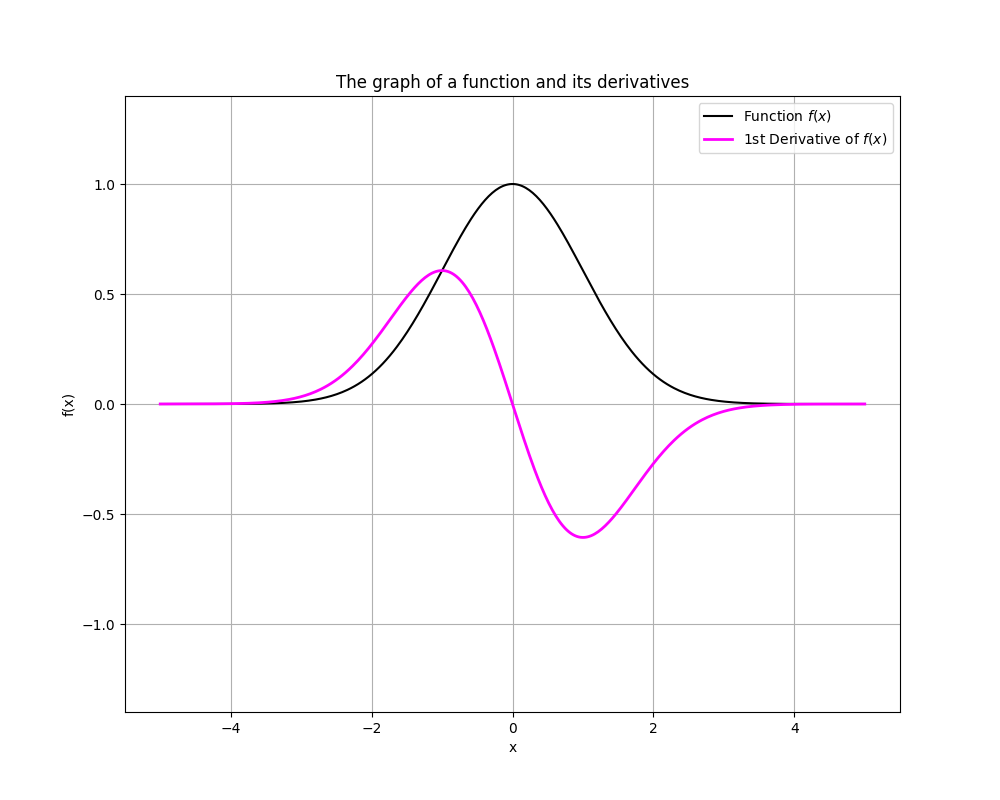 The graph of a function and its derivatives
Function f(x)
1st Derivative of f(x)
f(x)
1.0
0.5
0.0
−0.5
−1.0
−4
−2
0
2
4
x